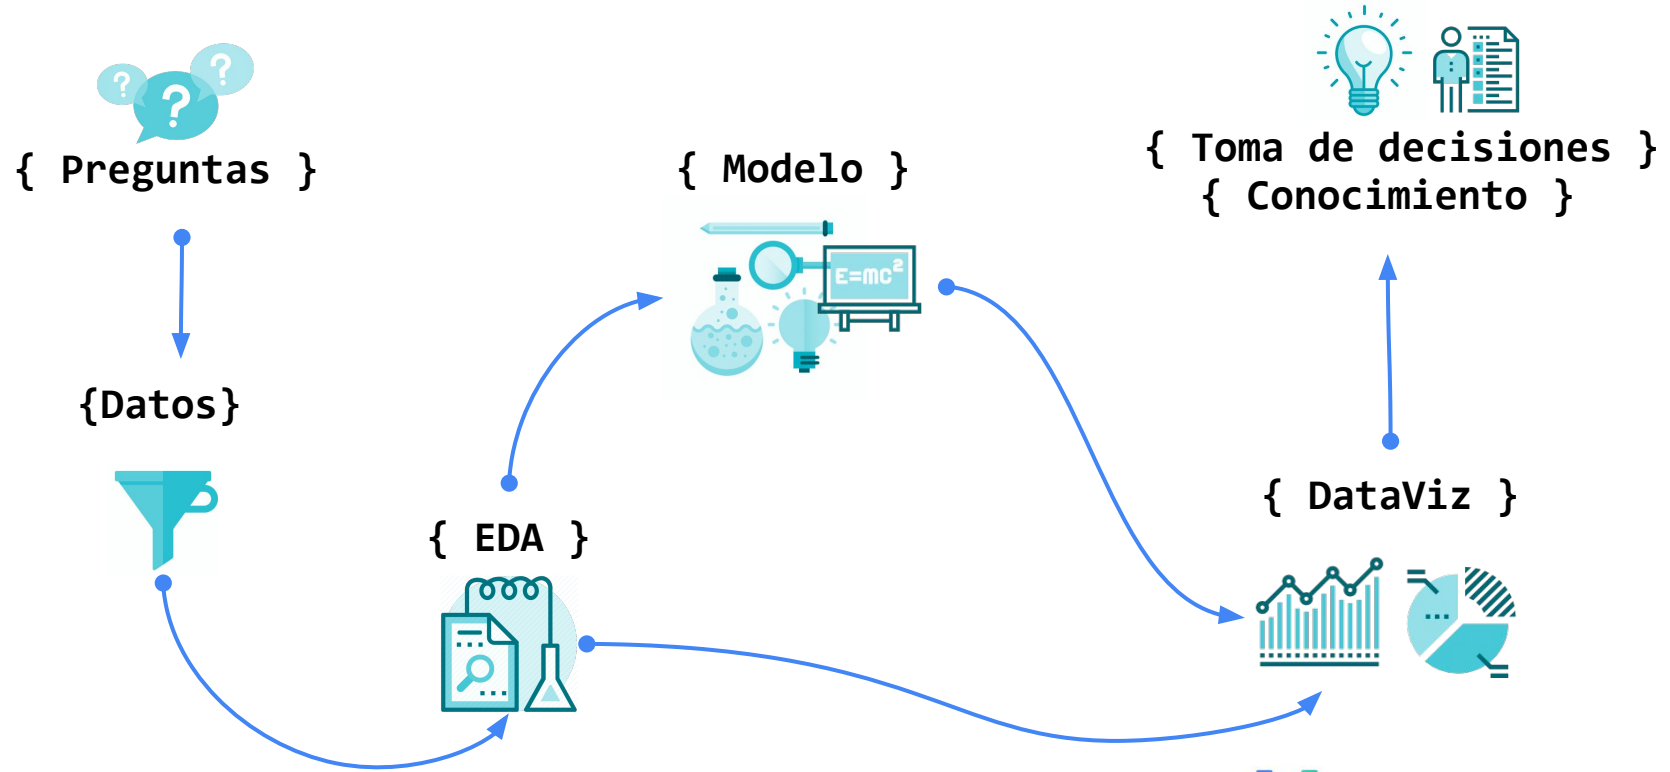 ? ? ?
{ Preguntas }
{Datos}
{ EDA }
{ Modelo }
E=mc²
{ Toma de decisiones }
{ Conocimiento }
{ DataViz }